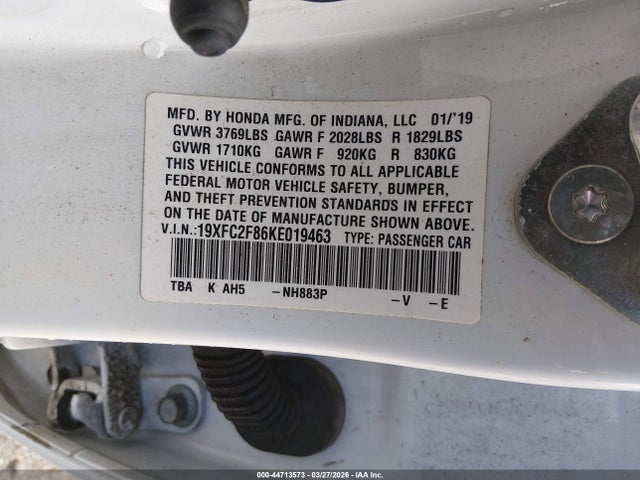 MFD. BY HONDA MFG. OF INDIANA, LLC 01/'19
GVWR 3769LBS GAWR F 2028LBS R 1829LBS
GVWR 1710KG GAWR F 920KG R 830KG
THIS VEHICLE CONFORMS TO ALL APPLICABLE
FEDERAL MOTOR VEHICLE SAFETY, BUMPER,
AND THEFT PREVENTION STANDARDS IN EFFECT
ON THE DATE OF MANUFACTURE SHOWN ABOVE.
V.I.N.:19XFC2F86KE019463 TYPE: PASSENGER CAR
TBA K AH5 -NH883P -V -E
000-44713573 - 03/27/2026 - IAA Inc.